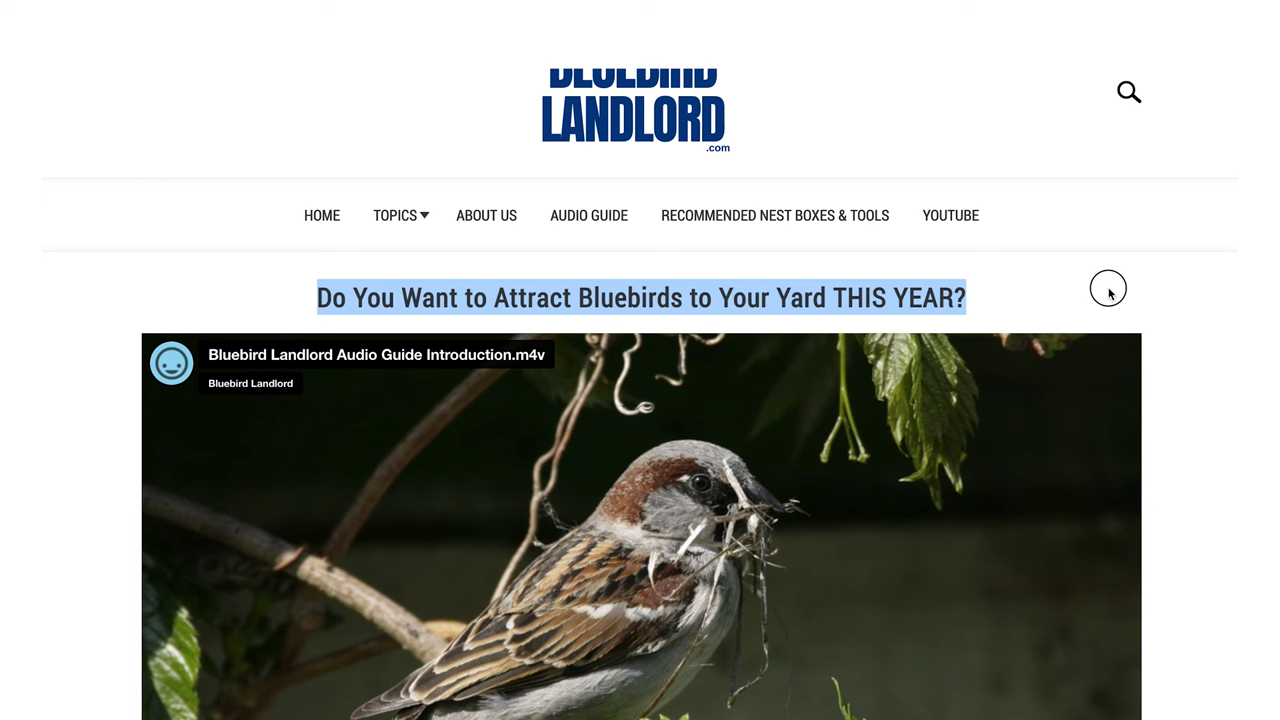 BLUEBIRD
LANDLORD
.com
HOME TOPICS ABOUT US AUDIO GUIDE RECOMMENDED NEST BOXES & TOOLS YOUTUBE
Do You Want to Attract Bluebirds to Your Yard THIS YEAR?
Bluebird Landlord Audio Guide Introduction.m4v
Bluebird Landlord